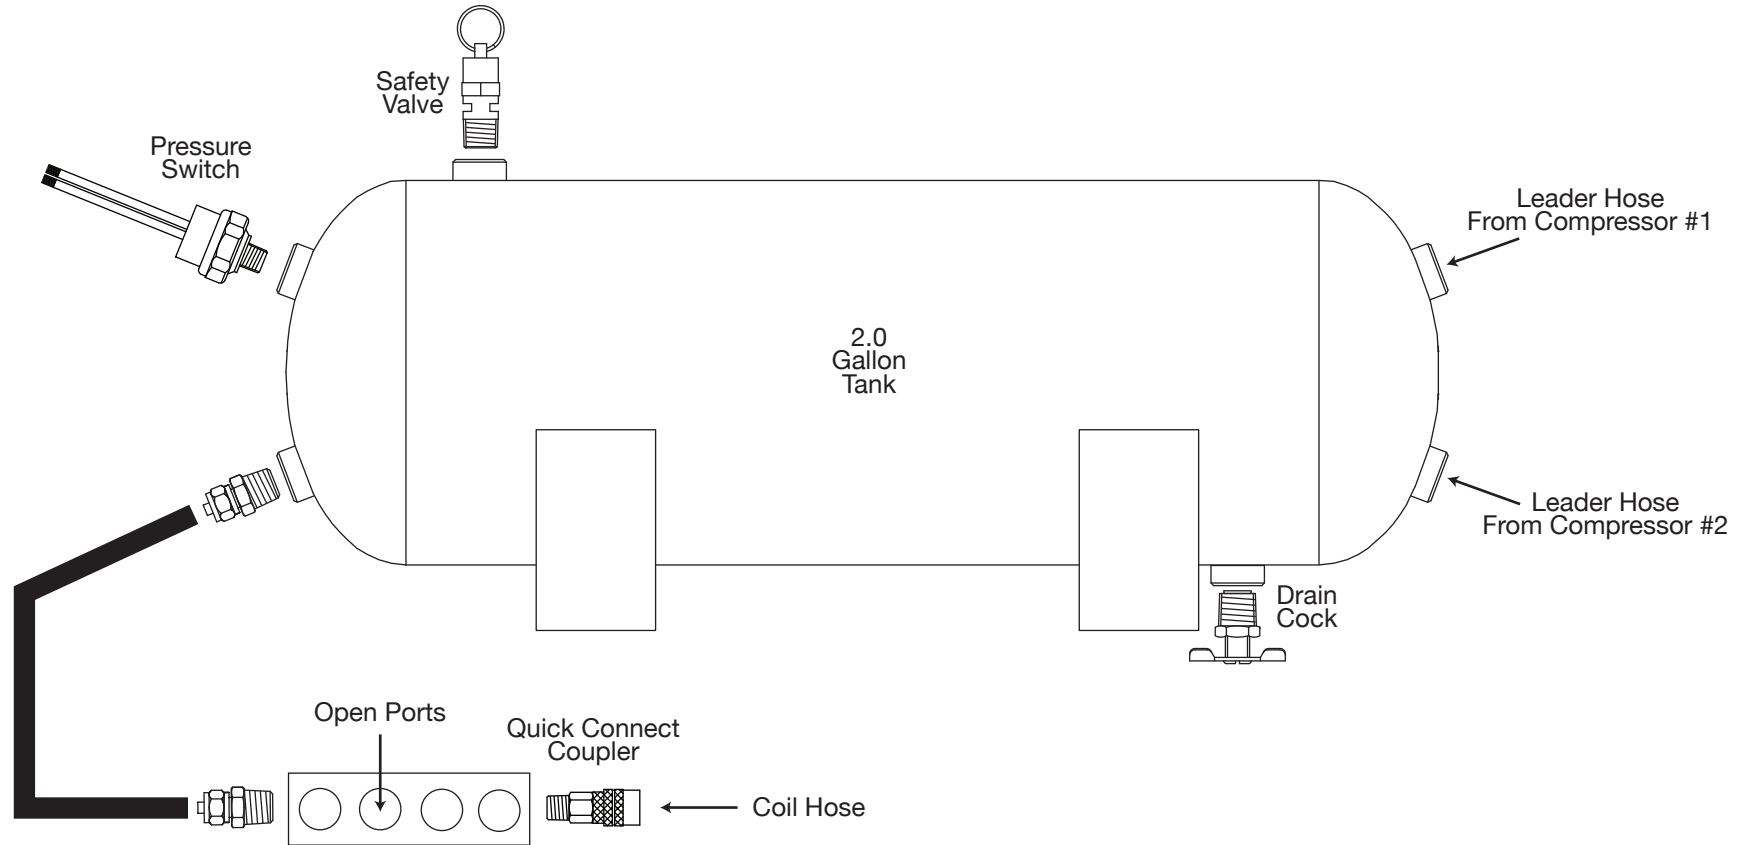 Safety
Valve
Pressure
Switch
Leader Hose
From Compressor #1
2.0
Gallon
Tank
Leader Hose
From Compressor #2
Drain
Cock
Open Ports
Quick Connect
Coupler
Coil Hose